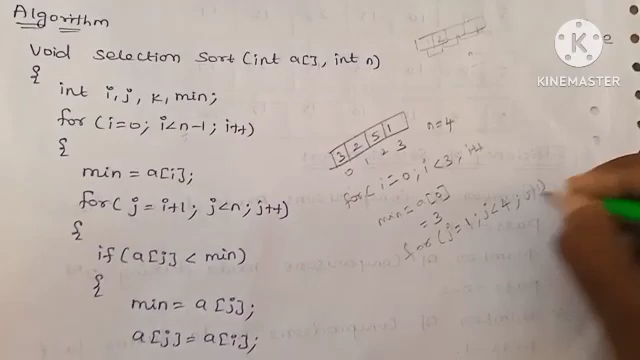 Algorithm
Void Selection Sort (int a[], int n)
{
int i, j, k, min;
for (i=0; i<n-1; i++)
{
min = a[i];
for( j = i+1; j<n; j++)
{
if (a[j] < min)
{
min = a[j];
a[j] = a[i];
3 2 5 1 n=4
0 1 2 3
for( i=0; i<3, i++
min = a[0]
= 3
for (j=1; j<4; j++)
KINEMASTER